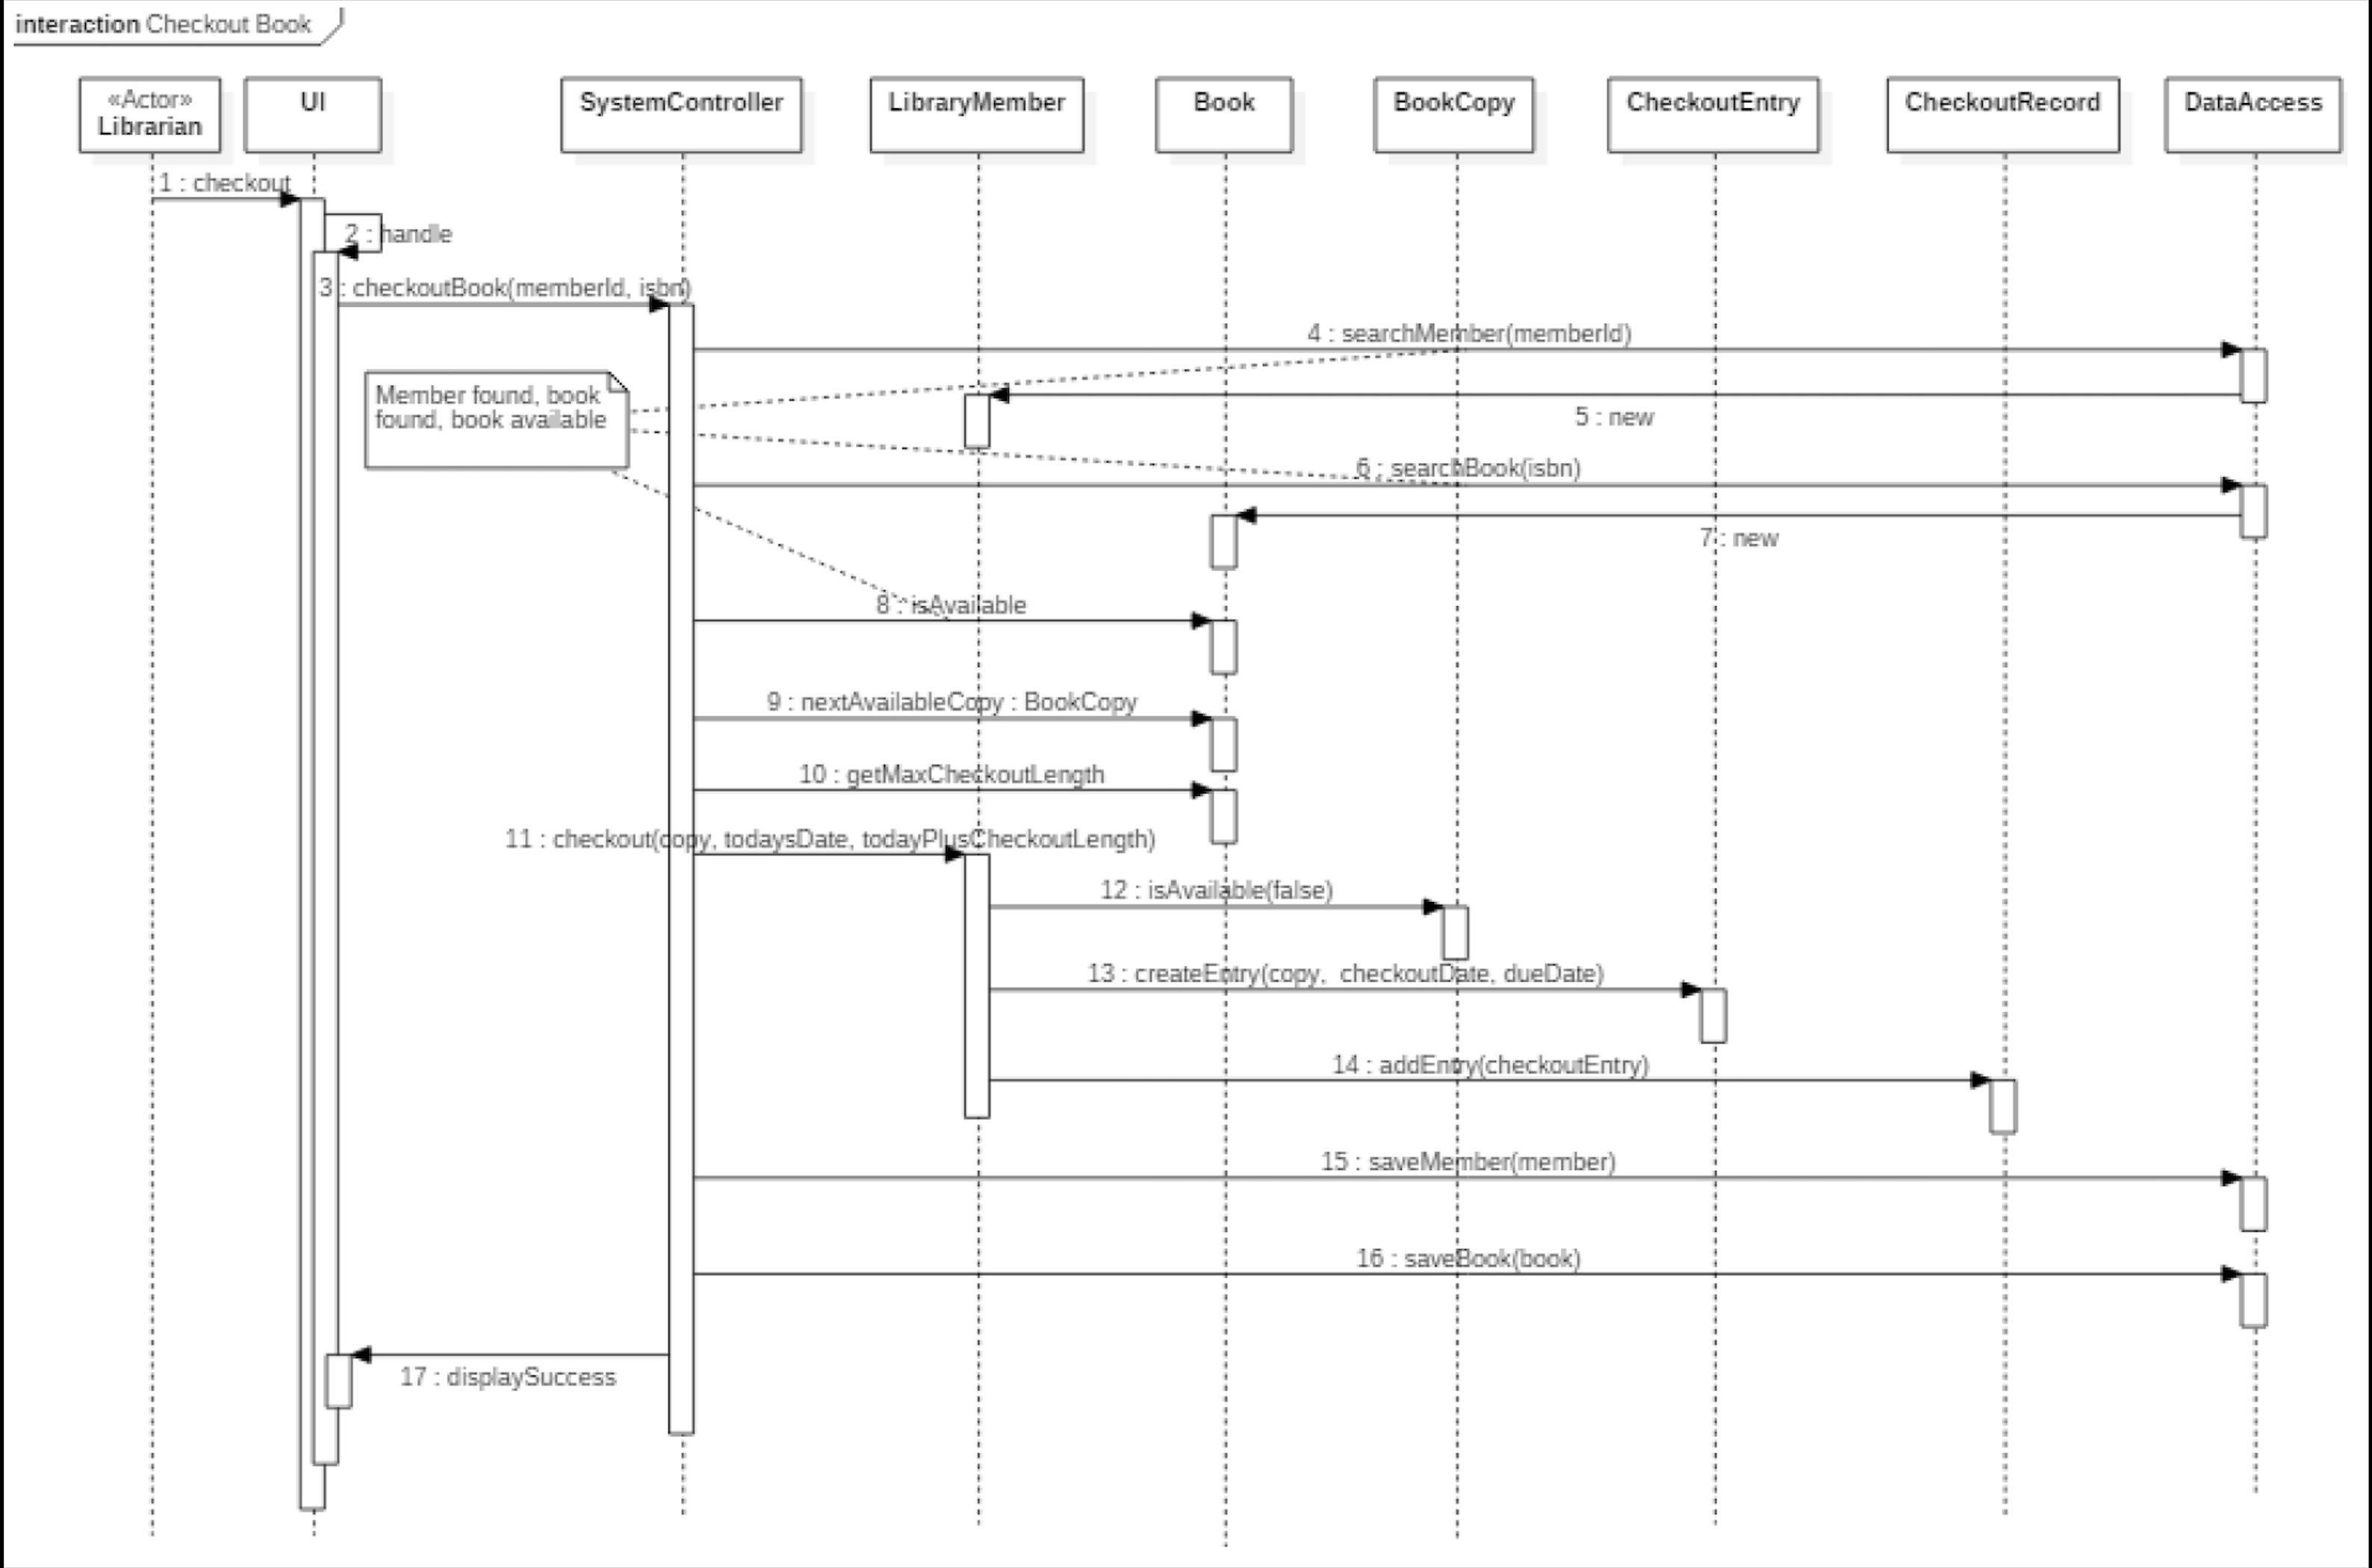 interaction Checkout Book
«Actor»
Librarian
UI
SystemController
LibraryMember
Book
BookCopy
CheckoutEntry
CheckoutRecord
DataAccess
1 : checkout
2 : handle
3 : checkoutBook(memberId, isbn)
4 : searchMember(memberId)
Member found, book
found, book available
5 : new
6 : searchBook(isbn)
7 : new
8 : isAvailable
9 : nextAvailableCopy : BookCopy
10 : getMaxCheckoutLength
11 : checkout(copy, todaysDate, todayPlusCheckoutLength)
12 : isAvailable(false)
13 : createEntry(copy,  checkoutDate, dueDate)
14 : addEntry(checkoutEntry)
15 : saveMember(member)
16 : saveBook(book)
17 : displaySuccess